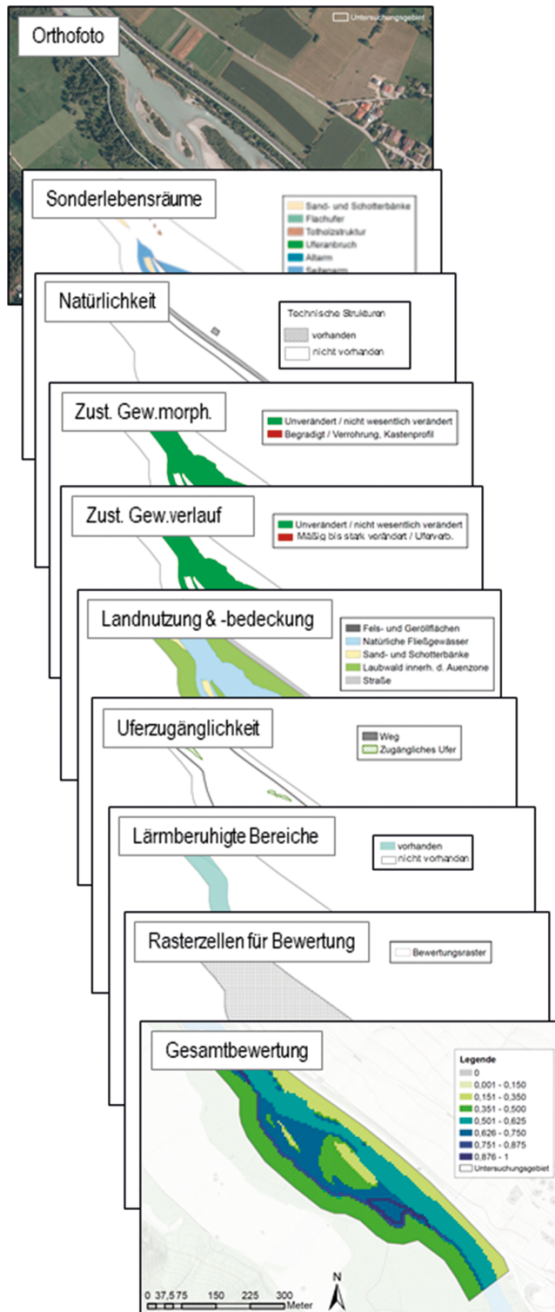 Orthofoto
Untersuchungsgebiet
Sonderlebensräume
Sand- und Schotterbänke
Flachufer
Totholzstruktur
Uferanbruch
Altarm
Seitenarm
Natürlichkeit
Technische Strukturen
vorhanden
nicht vorhanden
Zust. Gew.morph.
Unverändert / nicht wesentlich verändert
Begradigt / Verrohrung, Kastenprofil
Zust. Gew.verlauf
Unverändert / nicht wesentlich verändert
Mäßig bis stark verändert / Uferverb.
Landnutzung & -bedeckung
Fels- und Geröllflächen
Natürliche Fließgewässer
Sand- und Schotterbänke
Laubwald innerh. d. Auenzone
Straße
Uferzugänglichkeit
Weg
Zugängliches Ufer
Lärmberuhigte Bereiche
vorhanden
nicht vorhanden
Rasterzellen für Bewertung
Bewertungsraster
Gesamtbewertung
Legende
0
0,001 - 0,150
0,151 - 0,350
0,351 - 0,500
0,501 - 0,625
0,626 - 0,750
0,751 - 0,875
0,876 - 1
Untersuchungsgebiet
N
0 37,5 75 150 225 300
Meter